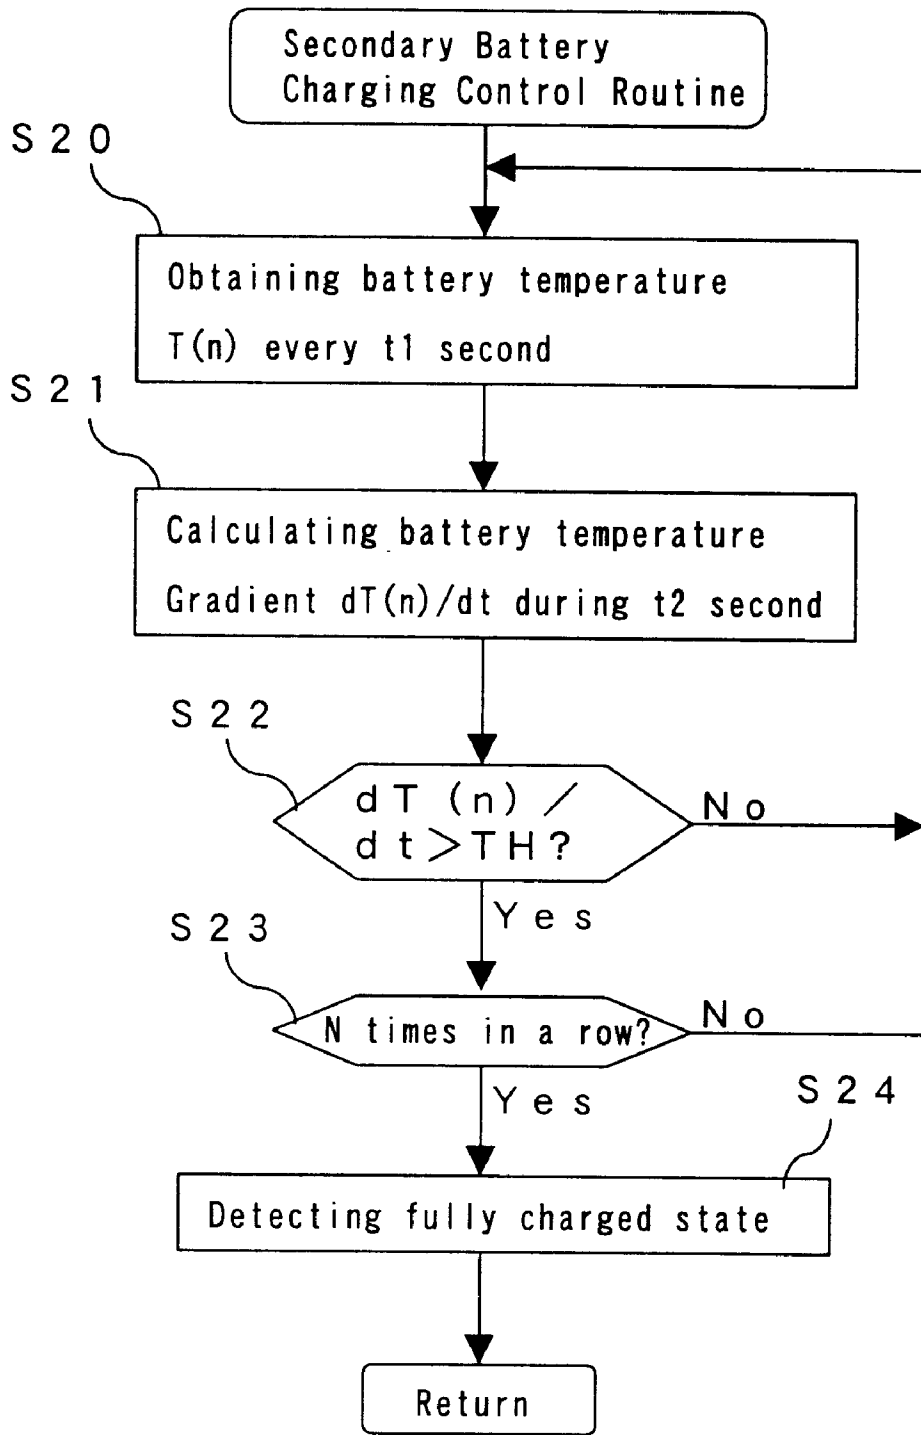 Secondary Battery
Charging Control Routine
S20
Obtaining battery temperature
T(n) every t1 second
S21
Calculating battery temperature
Gradient dT(n)/dt during t2 second
S22
dT(n)/
dt>TH?
No
Yes
S23
N times in a row?
No
Yes
S24
Detecting fully charged state
Return